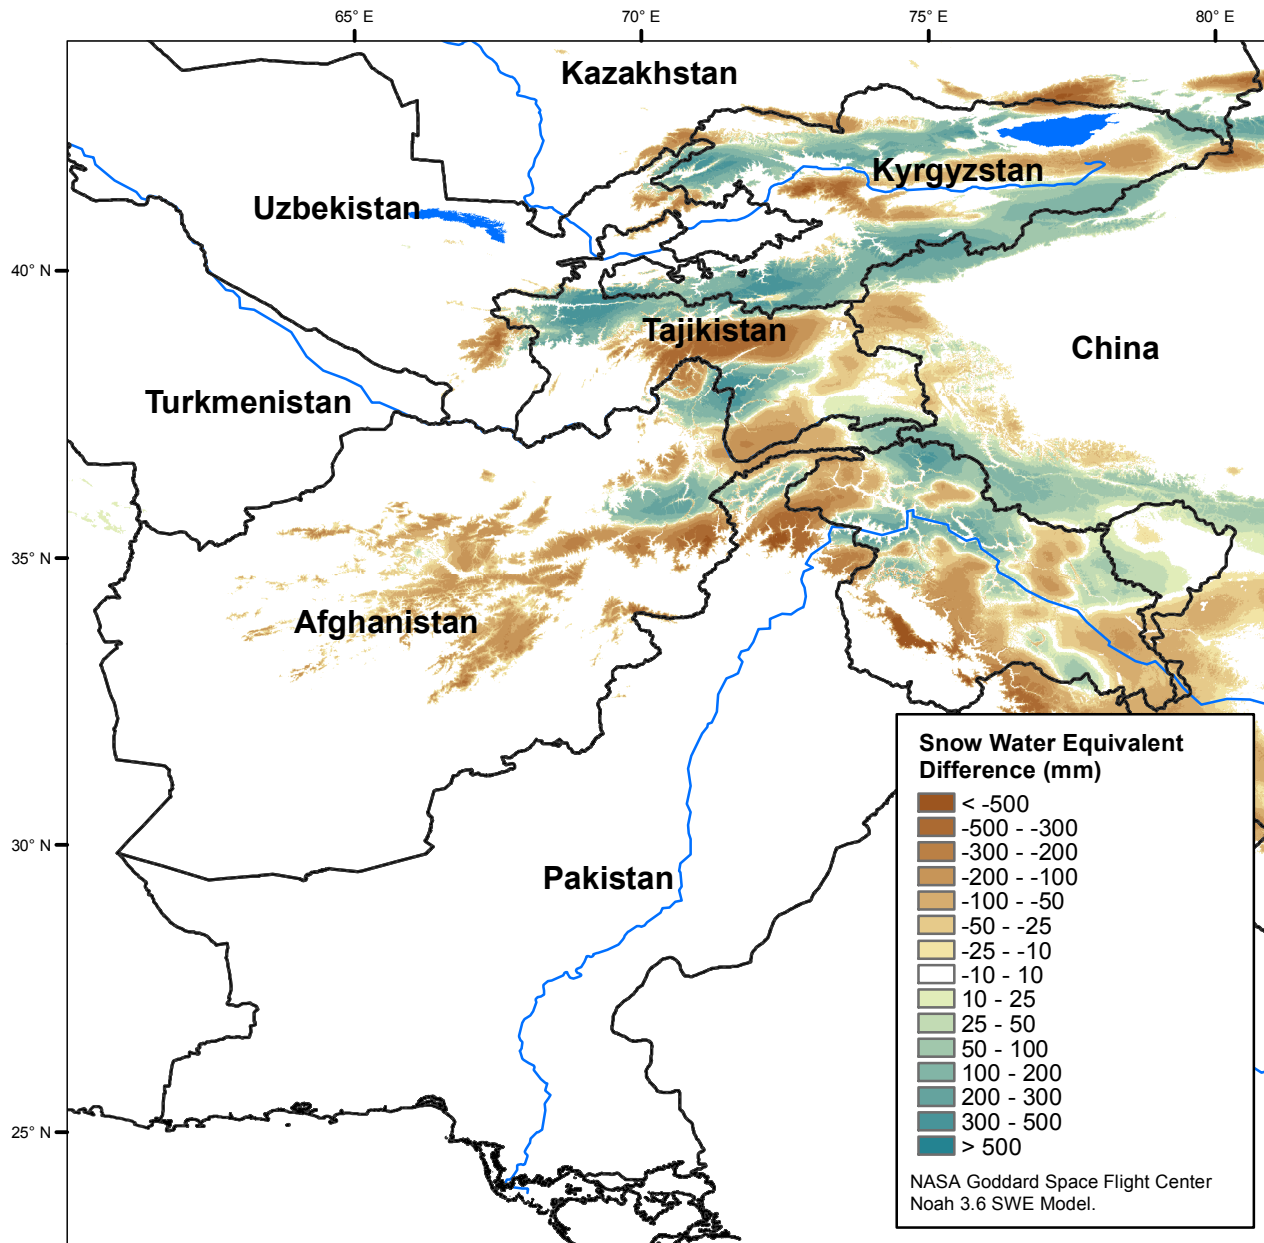 65° E
70° E
75° E
80° E
Kazakhstan
Kyrgyzstan
Uzbekistan
40° N
Tajikistan
China
Turkmenistan
35° N
Afghanistan
30° N
Pakistan
25° N
Snow Water Equivalent
Difference (mm)
< -500
-500 - -300
-300 - -200
-200 - -100
-100 - -50
-50 - -25
-25 - -10
-10 - 10
10 - 25
25 - 50
50 - 100
100 - 200
200 - 300
300 - 500
> 500
NASA Goddard Space Flight Center
Noah 3.6 SWE Model.